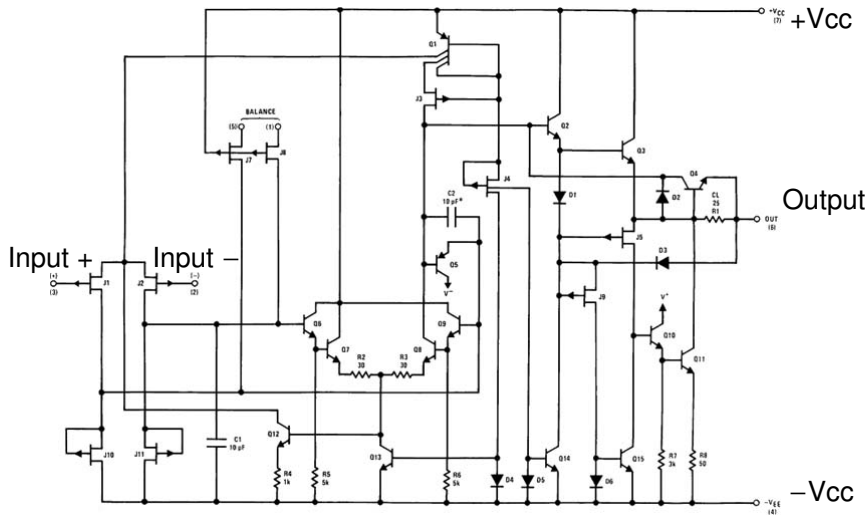 +VCC
(7)
+Vcc
Q1
J3
BALANCE
(5)
(1)
J7
J8
Q2
Q3
Q4
J4
CL
25
R1
D2
Output
OUT
(6)
C2
10 pF*
D1
J5
D3
Q5
V−
Input +
Input −
(+)
(3)
J1
J2
(−)
(2)
J9
V+
Q6
Q7
Q9
Q8
R2
30
R3
30
Q10
Q11
J10
J11
C1
10 pF
Q12
R4
1k
R5
5k
Q13
R6
5k
D4
D5
Q14
D6
Q15
R7
3k
R8
50
−VEE
(4)
−Vcc